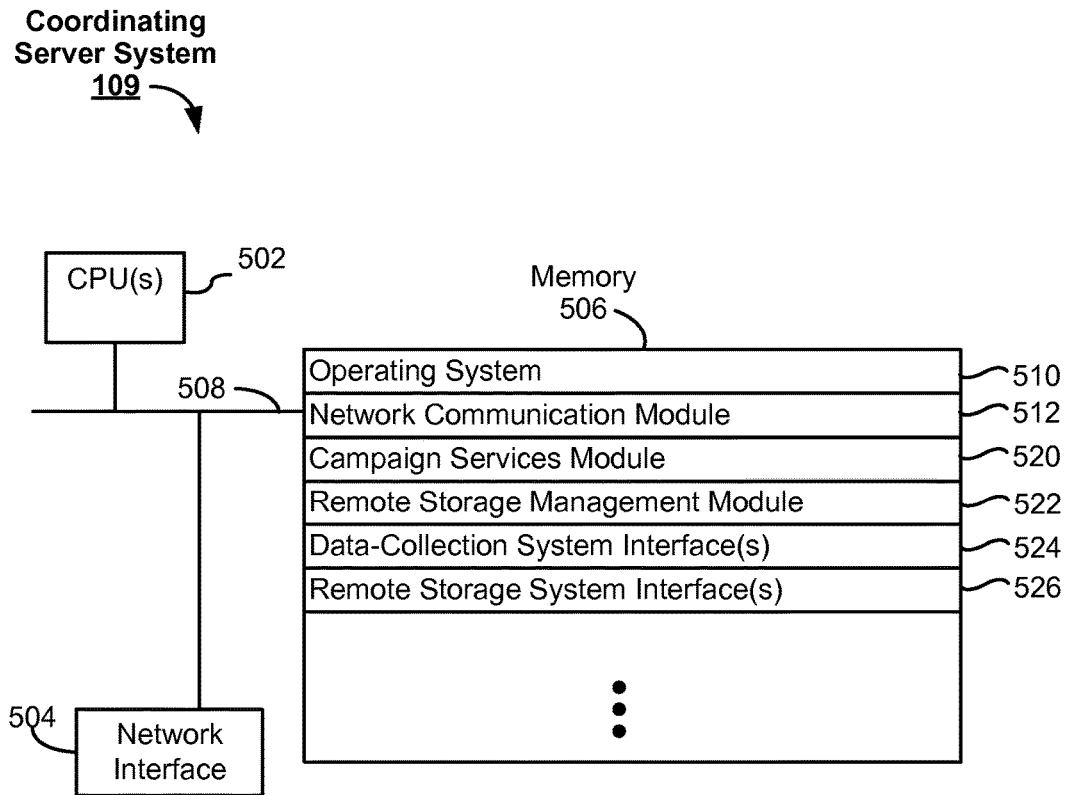 Coordinating
Server System
109
CPU(s)
502
Memory
506
508
Operating System
510
Network Communication Module
512
Campaign Services Module
520
Remote Storage Management Module
522
Data-Collection System Interface(s)
524
Remote Storage System Interface(s)
526
504
Network
Interface